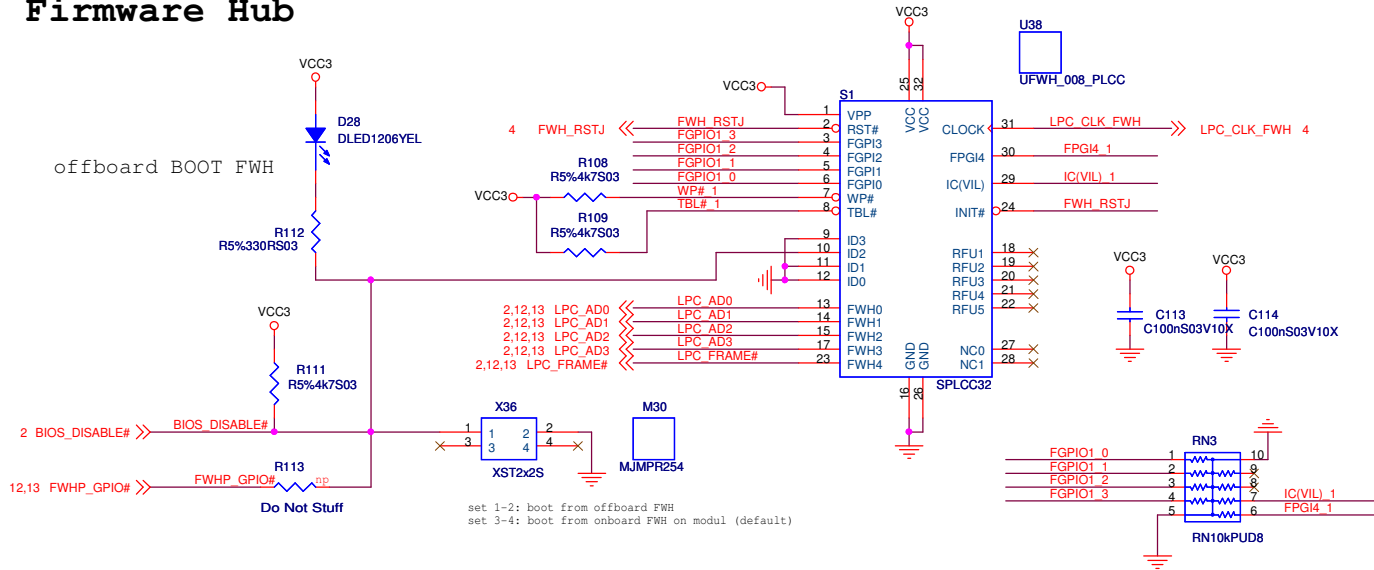 Firmware Hub
VCC3
U38
UFWH_008_PLCC
VCC3
VCC3
D28
DLED1206YEL
offboard BOOT FWH
R112
R5%330RS03
S1
25
32
VCC
VCC
4 FWH_RSTJ
FWH_RSTJ
FGPIO1_3
FGPIO1_2
FGPIO1_1
FGPIO1_0
WP#_1
TBL#_1
R108
R5%4k7S03
VCC3
R109
R5%4k7S03
1 VPP
2 RST#
3 FGPI3
4 FGPI2
5 FGPI1
6 FGPI0
7 WP#
8 TBL#
9 ID3
10 ID2
11 ID1
12 ID0
13 FWH0
14 FWH1
15 FWH2
17 FWH3
23 FWH4
CLOCK 31 LPC_CLK_FWH
LPC_CLK_FWH 4
FPGI4 30 FPGI4_1
IC(VIL) 29 IC(VIL)_1
INIT# 24 FWH_RSTJ
RFU1 18
RFU2 19
RFU3 20
RFU4 21
RFU5 22
NC0 27
NC1 28
GND
GND
16
26
SPLCC32
2,12,13 LPC_AD0 LPC_AD0
2,12,13 LPC_AD1 LPC_AD1
2,12,13 LPC_AD2 LPC_AD2
2,12,13 LPC_AD3 LPC_AD3
2,12,13 LPC_FRAME# LPC_FRAME#
VCC3
VCC3
C113
C100nS03V10X
C114
C100nS03V10X
VCC3
R111
R5%4k7S03
2 BIOS_DISABLE# BIOS_DISABLE#
12,13 FWHP_GPIO# FWHP_GPIO#
R113
np
Do Not Stuff
X36
1 1 2 2
3 3 4 4
XST2x2S
M30
MJMPR254
set 1-2: boot from offboard FWH
set 3-4: boot from onboard FWH on modul (default)
RN3
FGPIO1_0 1 10
FGPIO1_1 2 9
FGPIO1_2 3 8
FGPIO1_3 4 7 IC(VIL)_1
5 6 FPGI4_1
RN10kPUD8